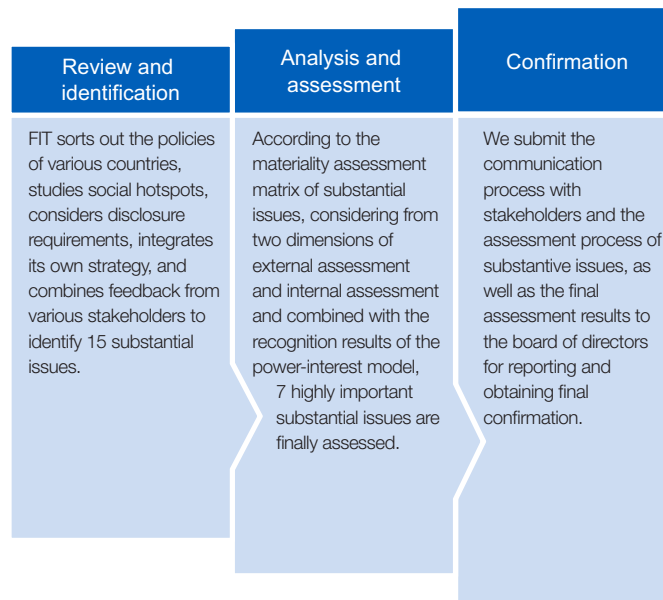 Review and
identification
FIT sorts out the policies
of various countries,
studies social hotspots,
considers disclosure
requirements, integrates
its own strategy, and
combines feedback from
various stakeholders to
identify 15 substantial
issues.
Analysis and
assessment
According to the
materiality assessment
matrix of substantial
issues, considering from
two dimensions of
external assessment
and internal assessment
and combined with the
recognition results of the
power-interest model,
7 highly important
substantial issues are
finally assessed.
Confirmation
We submit the
communication
process with
stakeholders and the
assessment process of
substantive issues, as
well as the final
assessment results to
the board of directors
for reporting and
obtaining final
confirmation.